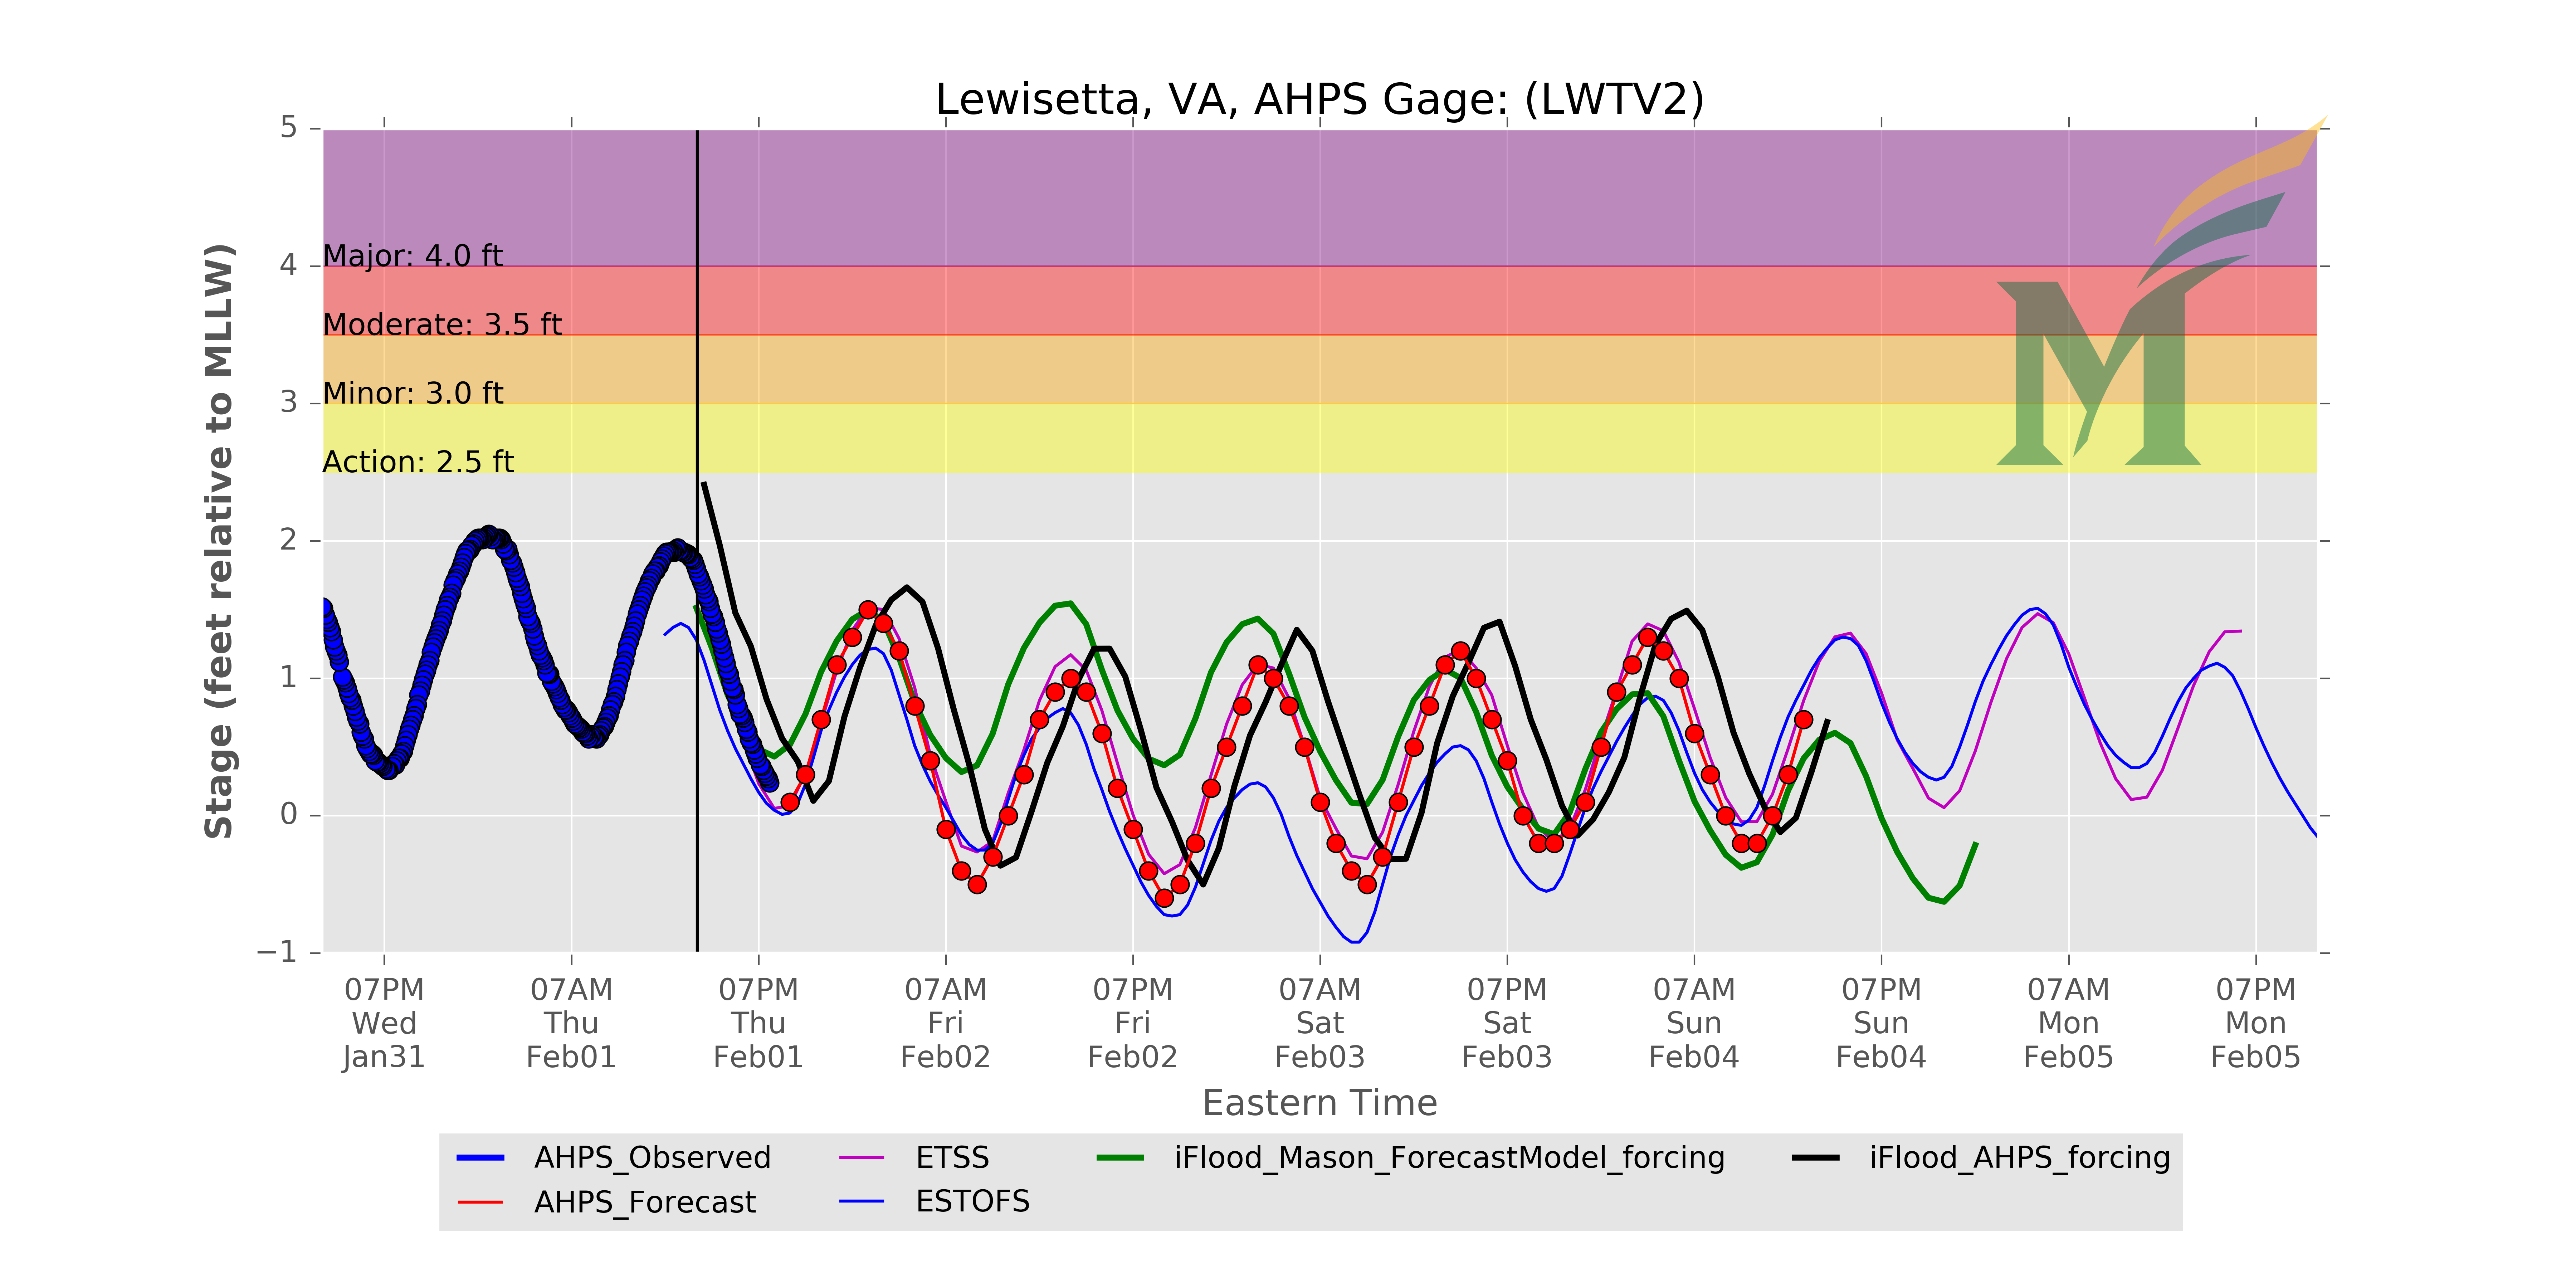 Lewisetta, VA, AHPS Gage: (LWTV2)
Stage (feet relative to MLLW)
5
4
3
2
1
0
−1
Major: 4.0 ft
Moderate: 3.5 ft
Minor: 3.0 ft
Action: 2.5 ft
07PM 07AM 07PM 07AM 07PM 07AM 07PM 07AM 07PM 07AM 07PM
Wed Thu Thu Fri Fri Sat Sat Sun Sun Mon Mon
Jan31 Feb01 Feb01 Feb02 Feb02 Feb03 Feb03 Feb04 Feb04 Feb05 Feb05
Eastern Time
AHPS_Observed ETSS iFlood_Mason_ForecastModel_forcing iFlood_AHPS_forcing
AHPS_Forecast ESTOFS